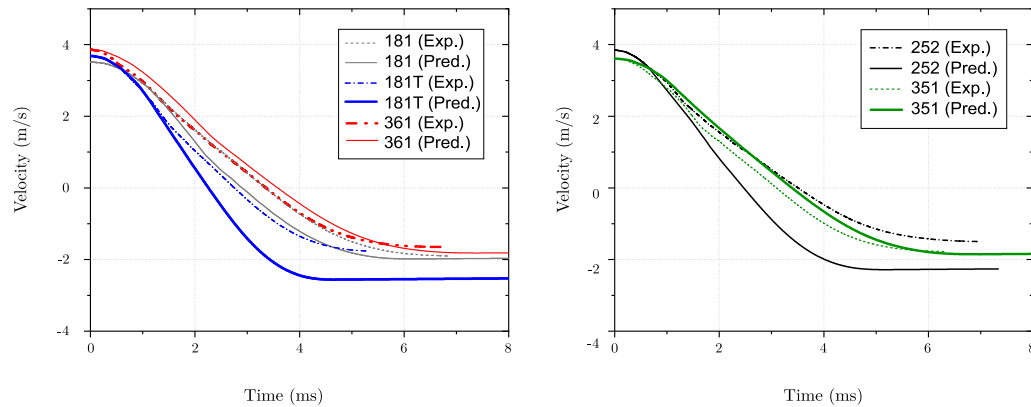 4
2
0
-2
-4
0
2
4
6
8
Velocity (m/s)
Time (ms)
181 (Exp.)
181 (Pred.)
181T (Exp.)
181T (Pred.)
361 (Exp.)
361 (Pred.)
4
2
0
-2
-4
0
2
4
6
8
Velocity (m/s)
Time (ms)
252 (Exp.)
252 (Pred.)
351 (Exp.)
351 (Pred.)